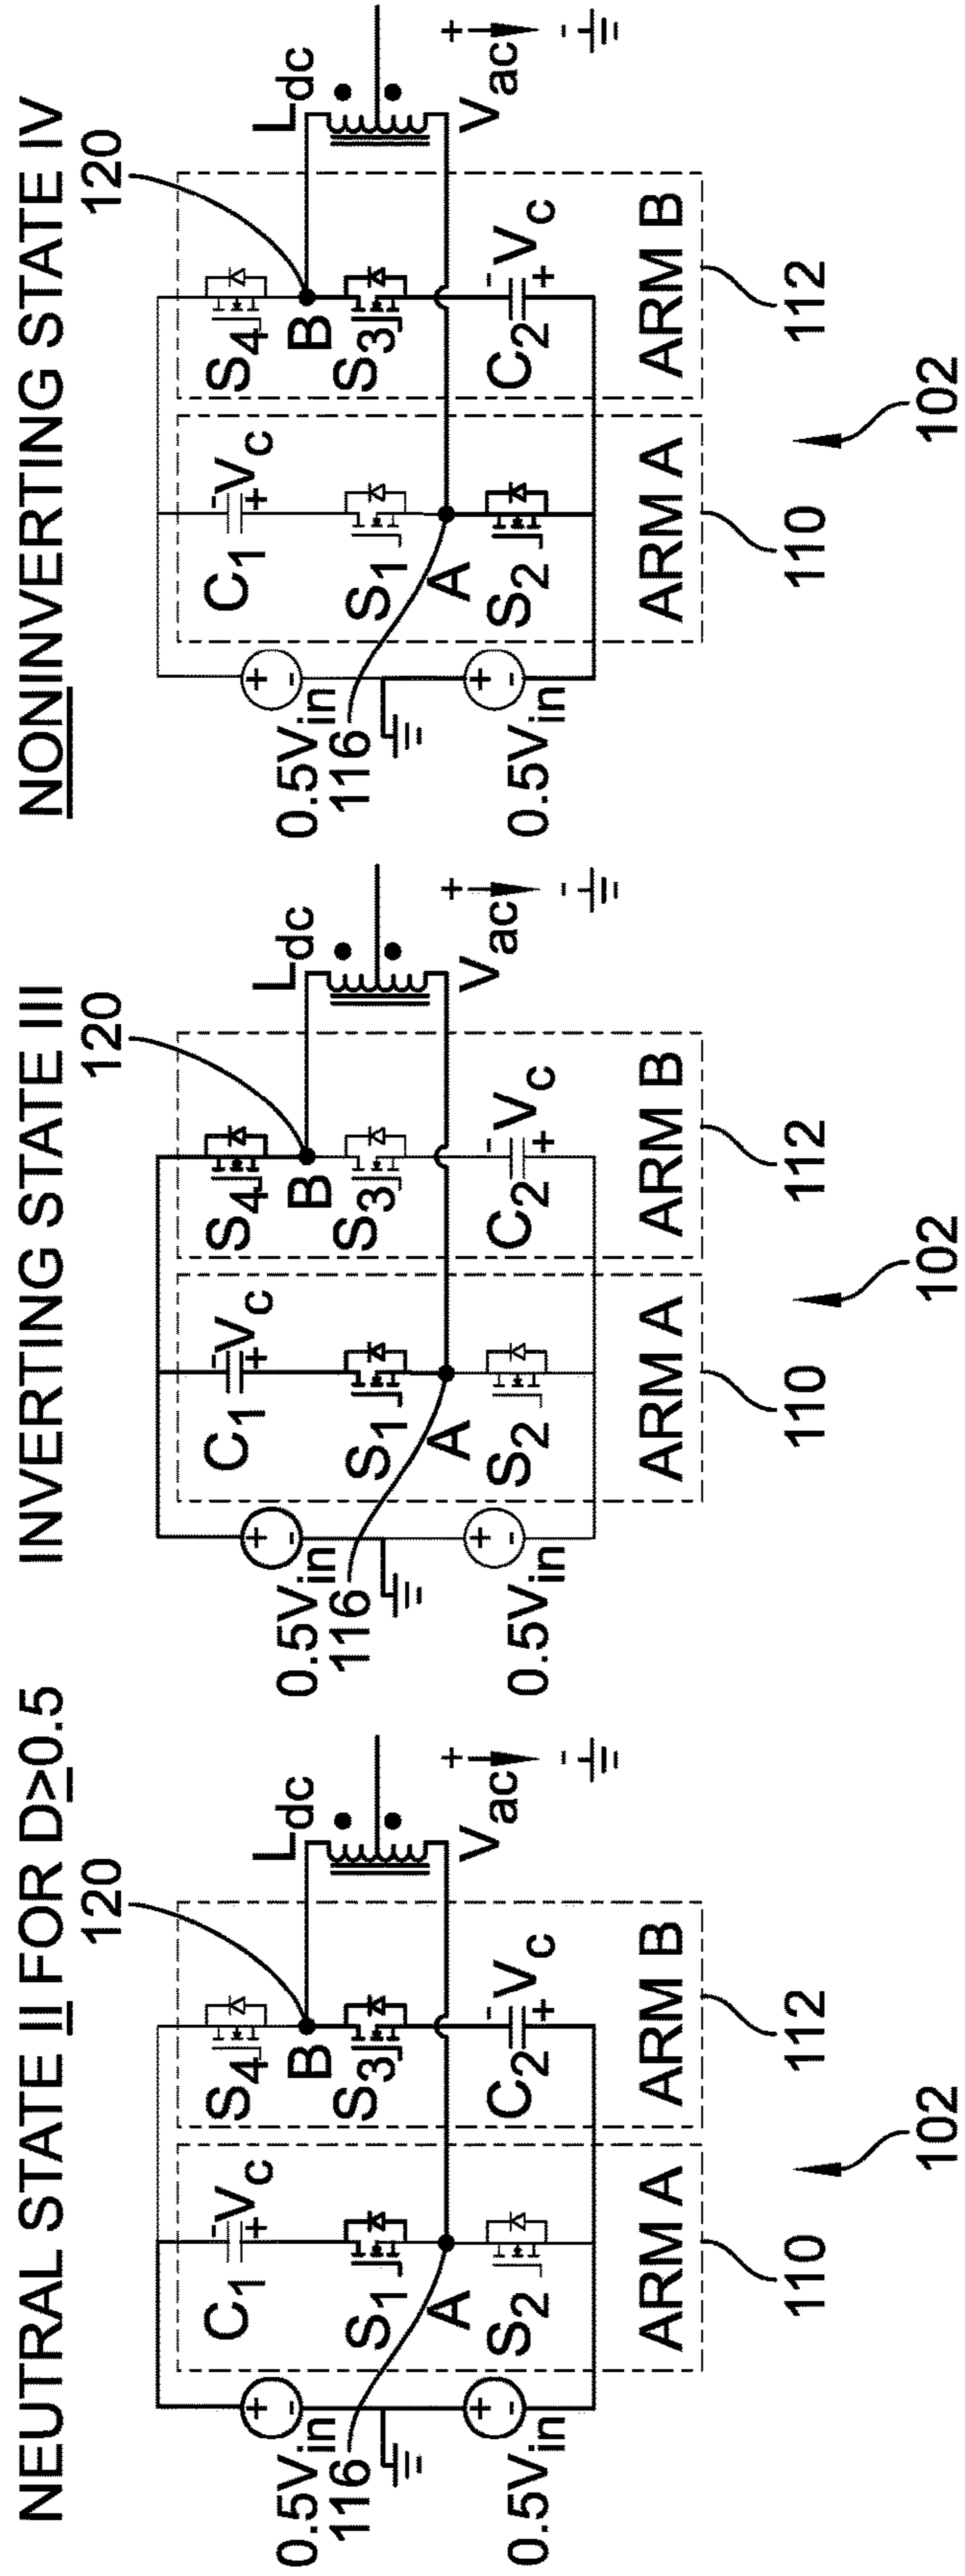 NEUTRAL STATE II FOR D≥0.5
120
0.5Vin
116
0.5Vin
C1
Vc
S1
A
S2
S4
B
S3
C2
Vc
Ldc
Vac
ARM A
ARM B
110
112
102
INVERTING STATE III
120
0.5Vin
116
0.5Vin
C1
Vc
S1
A
S2
S4
B
S3
C2
Vc
Ldc
Vac
ARM A
ARM B
110
112
102
NONINVERTING STATE IV
120
0.5Vin
116
0.5Vin
C1
Vc
S1
A
S2
S4
B
S3
C2
Vc
Ldc
Vac
ARM A
ARM B
110
112
102